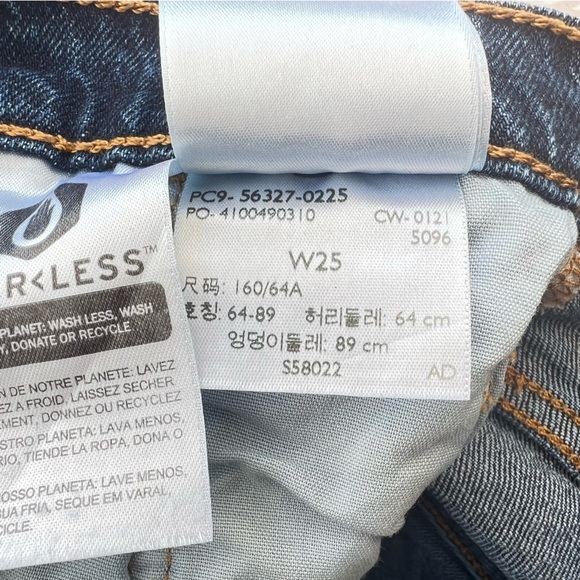 PC9- 56327-0225
PO- 4100490310 CW- 0121
5096
W25
尺码: 160/64A
호칭: 64-89 허리둘레: 64 cm
엉덩이둘레: 89 cm
S58022 AD
R<LESS™
PLANET: WASH LESS, WASH
, DONATE OR RECYCLE
N DE NOTRE PLANETE: LAVEZ
Z A FROID, LAISSEZ SECHER
EMENT, DONNEZ OU RECYCLEZ
STRO PLANETA: LAVA MENOS,
RIO, TIENDE LA ROPA, DONA O
OSSO PLANETA: LAVE MENOS,
UA FRIA, SEQUE EM VARAL,
RECYCLE.